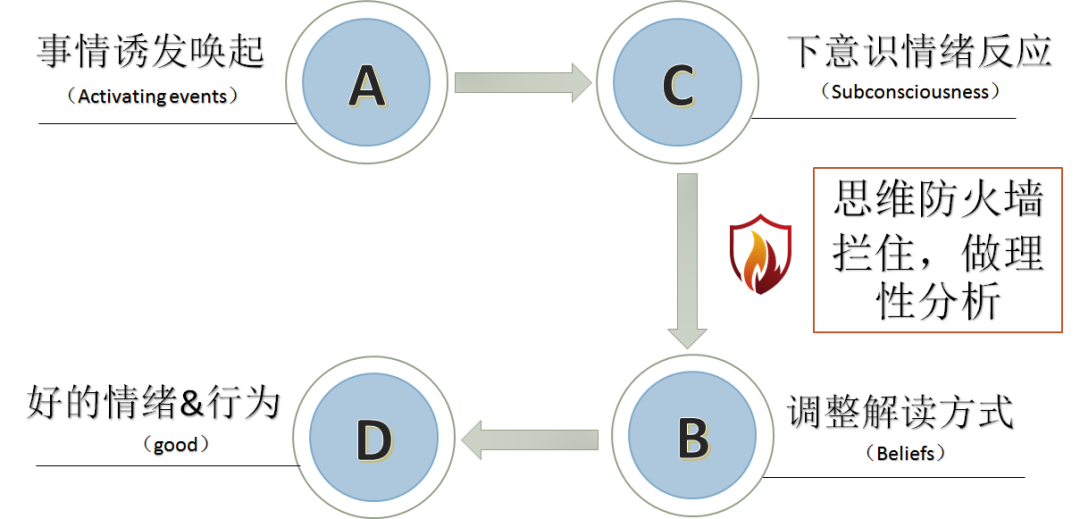 事情诱发唤起
（Activating events）
A
C
下意识情绪反应
（Subconsciousness）
思维防火墙
拦住，做理
性分析
好的情绪&行为
（good）
D
B
调整解读方式
（Beliefs）